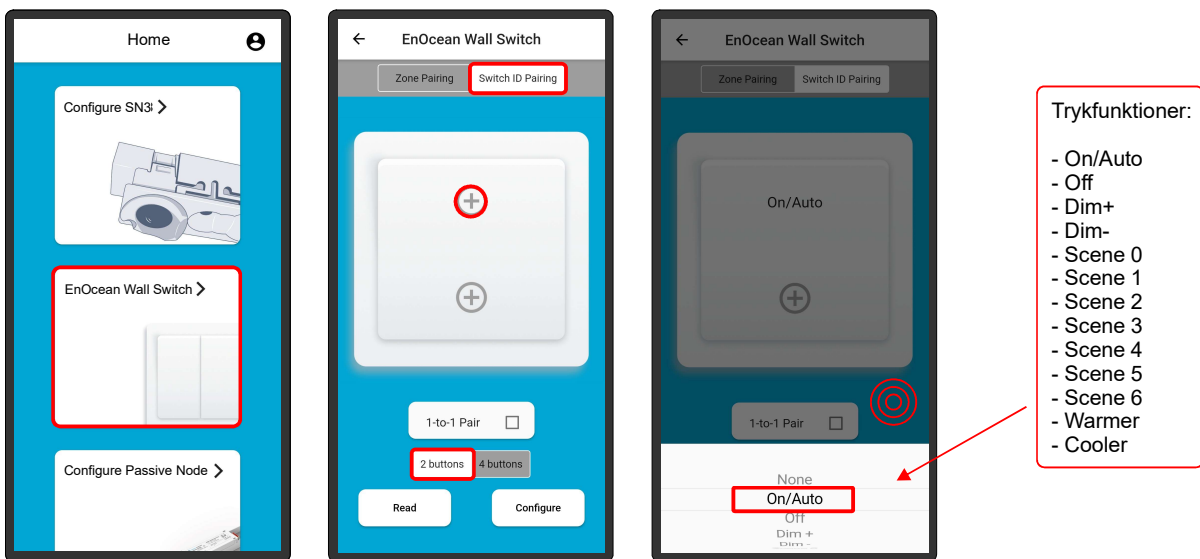 Home
Configure SN3
EnOcean Wall Switch
Configure Passive Node
EnOcean Wall Switch
Zone Pairing
Switch ID Pairing
1-to-1 Pair
2 buttons
4 buttons
Read
Configure
EnOcean Wall Switch
Zone Pairing
Switch ID Pairing
On/Auto
1-to-1 Pair
None
On/Auto
Off
Dim +
Dim -
Trykfunktioner:
- On/Auto
- Off
- Dim+
- Dim-
- Scene 0
- Scene 1
- Scene 2
- Scene 3
- Scene 4
- Scene 5
- Scene 6
- Warmer
- Cooler